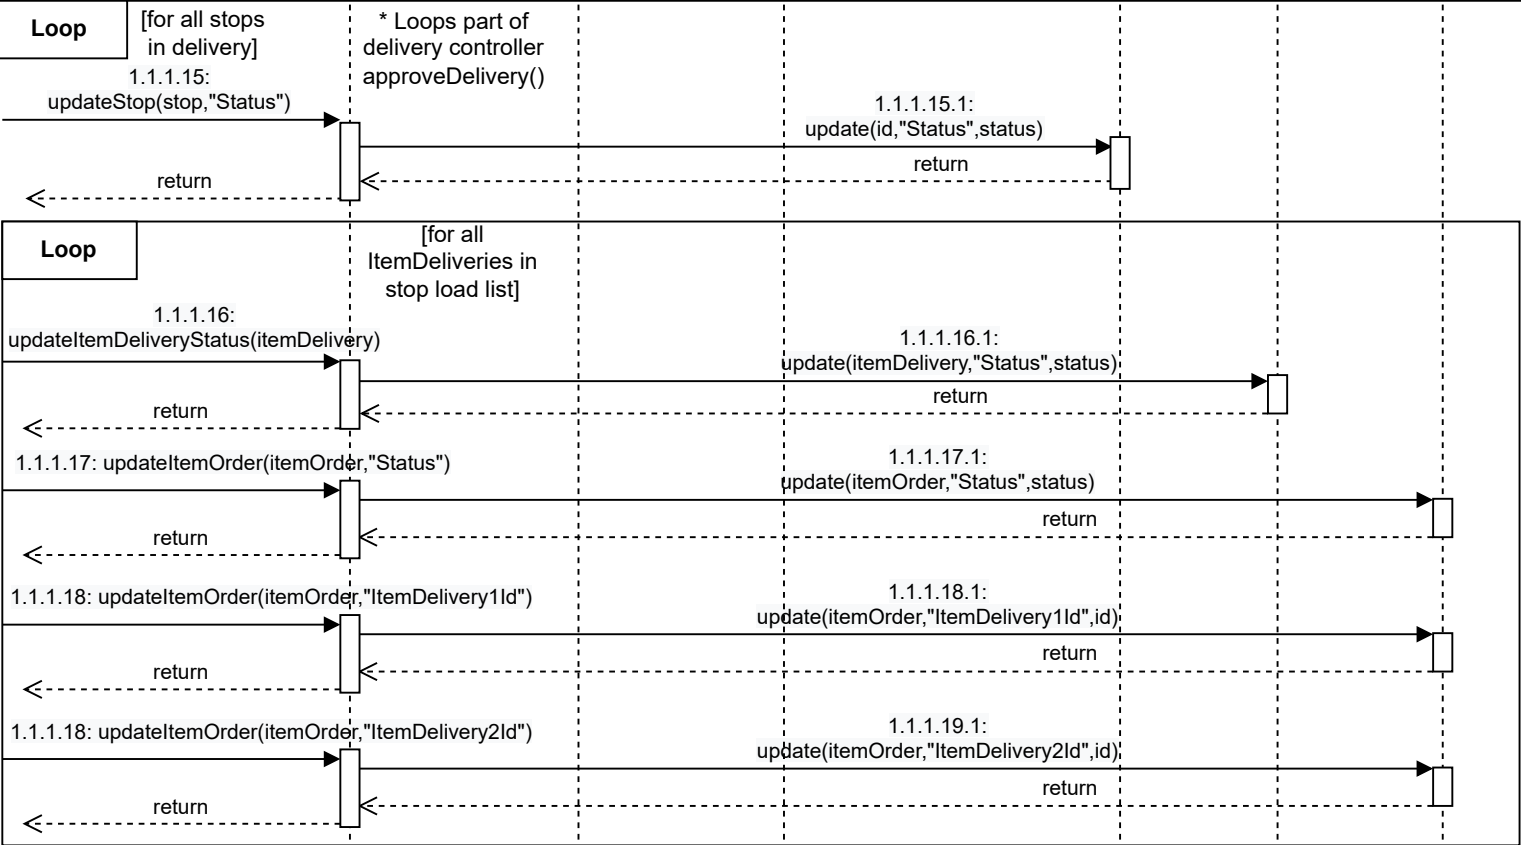 Loop
[for all stops
in delivery]
* Loops part of
delivery controller
approveDelivery()
1.1.1.15:
updateStop(stop,"Status")
1.1.1.15.1:
update(id,"Status",status)
return
return
Loop
[for all
ItemDeliveries in
stop load list]
1.1.1.16:
updateItemDeliveryStatus(itemDelivery)
1.1.1.16.1:
update(itemDelivery,"Status",status)
return
return
1.1.1.17: updateItemOrder(itemOrder,"Status")
1.1.1.17.1:
update(itemOrder,"Status",status)
return
return
1.1.1.18: updateItemOrder(itemOrder,"ItemDelivery1Id")
1.1.1.18.1:
update(itemOrder,"ItemDelivery1Id",id)
return
return
1.1.1.18: updateItemOrder(itemOrder,"ItemDelivery2Id")
1.1.1.19.1:
update(itemOrder,"ItemDelivery2Id",id)
return
return